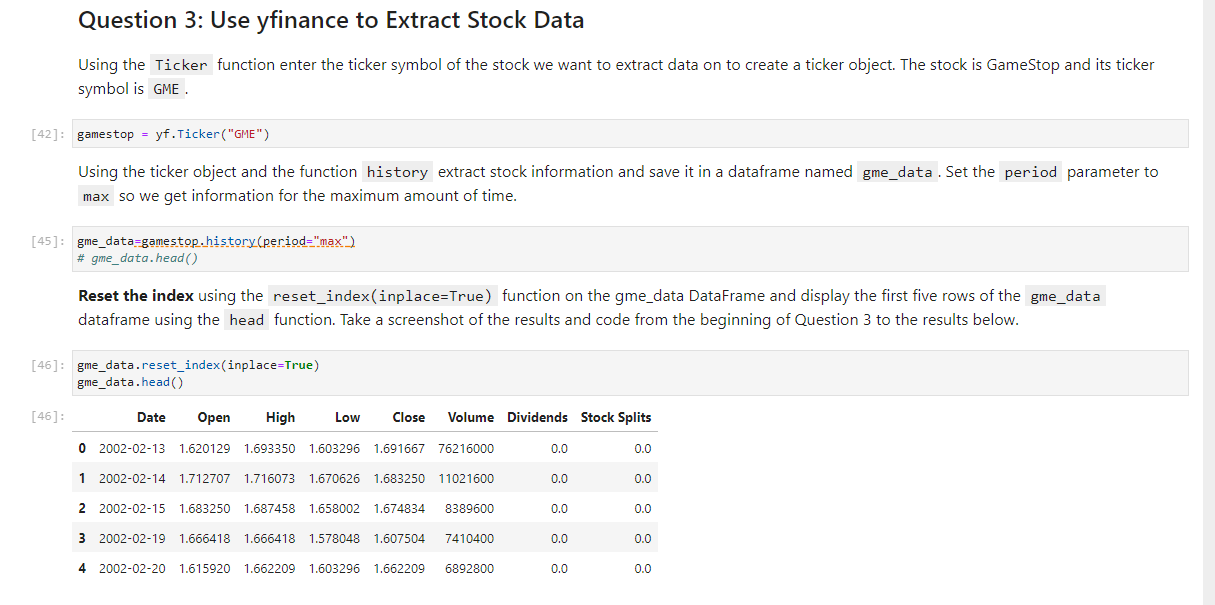 Question 3: Use yfinance to Extract Stock Data
Using the Ticker function enter the ticker symbol of the stock we want to extract data on to create a ticker object. The stock is GameStop and its ticker
symbol is GME .
[42]: gamestop = yf.Ticker("GME")
Using the ticker object and the function history extract stock information and save it in a dataframe named gme_data . Set the period parameter to
max so we get information for the maximum amount of time.
[45]: gme_data=gamestop.history(period="max")
# gme_data.head()
Reset the index using the reset_index(inplace=True) function on the gme_data DataFrame and display the first five rows of the gme_data
dataframe using the head function. Take a screenshot of the results and code from the beginning of Question 3 to the results below.
[46]: gme_data.reset_index(inplace=True)
gme_data.head()
[46]: Date Open High Low Close Volume Dividends Stock Splits
0 2002-02-13 1.620129 1.693350 1.603296 1.691667 76216000 0.0 0.0
1 2002-02-14 1.712707 1.716073 1.670626 1.683250 11021600 0.0 0.0
2 2002-02-15 1.683250 1.687458 1.658002 1.674834 8389600 0.0 0.0
3 2002-02-19 1.666418 1.666418 1.578048 1.607504 7410400 0.0 0.0
4 2002-02-20 1.615920 1.662209 1.603296 1.662209 6892800 0.0 0.0